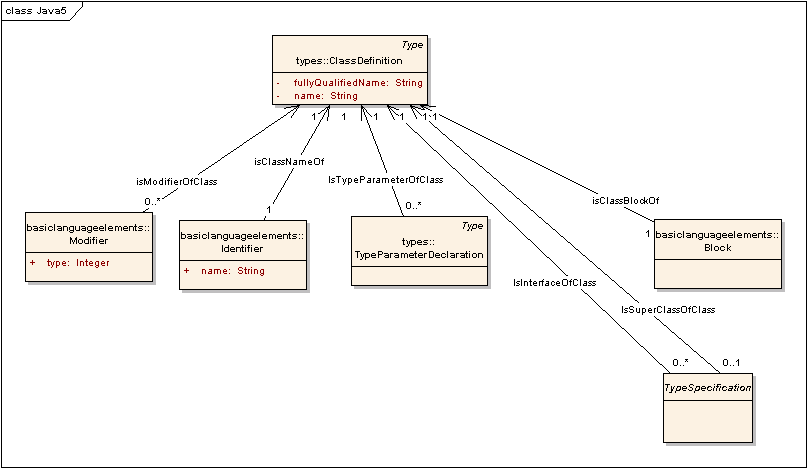 class Java5
Type
types::ClassDefinition
- fullyQualifiedName: String
- name: String
1 1 1 1 1 1
isClassNameOf
isModifierOfClass
IsTypeParameterOfClass
isClassBlockOf
0..*
1
0..*
1
basiclanguageelements::
Modifier
+ type: Integer
basiclanguageelements::
Identifier
+ name: String
Type
types::
TypeParameterDeclaration
basiclanguageelements::
Block
IsInterfaceOfClass
IsSuperClassOfClass
0..*
0..1
TypeSpecification